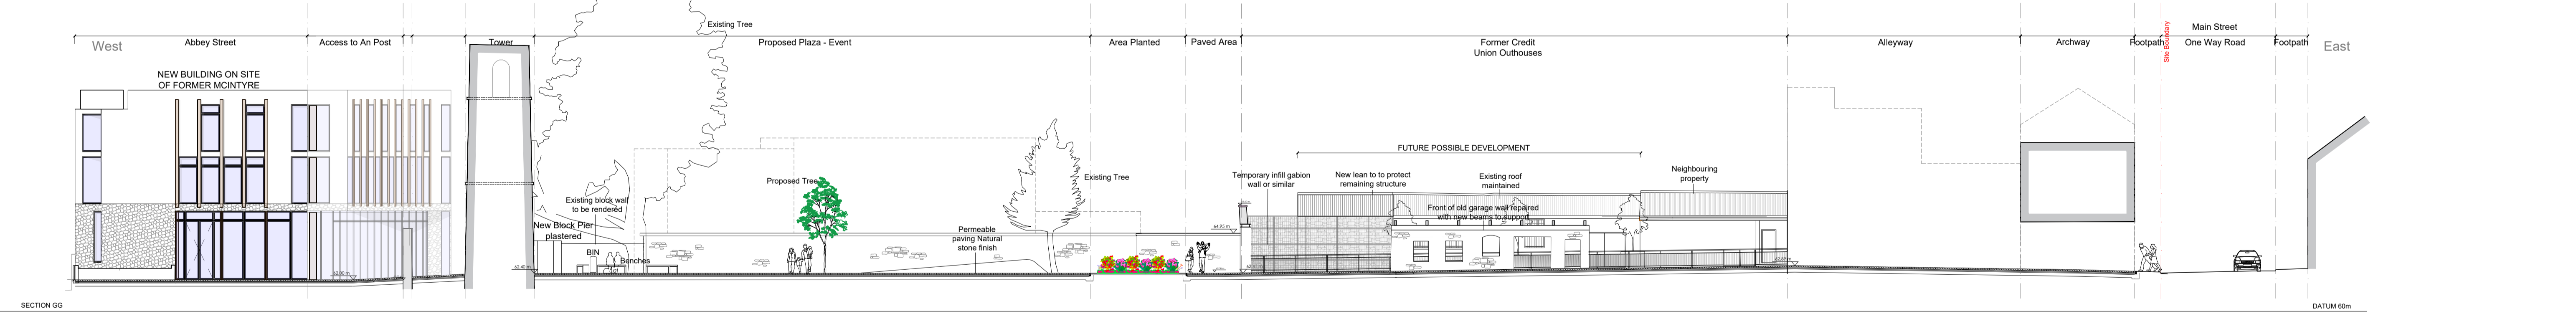 West
Abbey Street
Access to An Post
Tower
Proposed Plaza - Event
Area Planted
Paved Area
Former Credit
Union Outhouses
Alleyway
Archway
Footpath
Site Boundary
Main Street
One Way Road
Footpath
East
Existing Tree
NEW BUILDING ON SITE
OF FORMER MCINTYRE
FUTURE POSSIBLE DEVELOPMENT
Proposed Tree
Existing Tree
Temporary infill gabion
wall or similar
New lean to to protect
remaining structure
Existing roof
maintained
Neighbouring
property
Existing block wall
to be rendered
Front of old garage wall repaired
with new beams to support
New Block Pier
plastered
Permeable
paving Natural
stone finish
BIN
Benches
64.95 m
62.40 m
SECTION GG
DATUM 60m